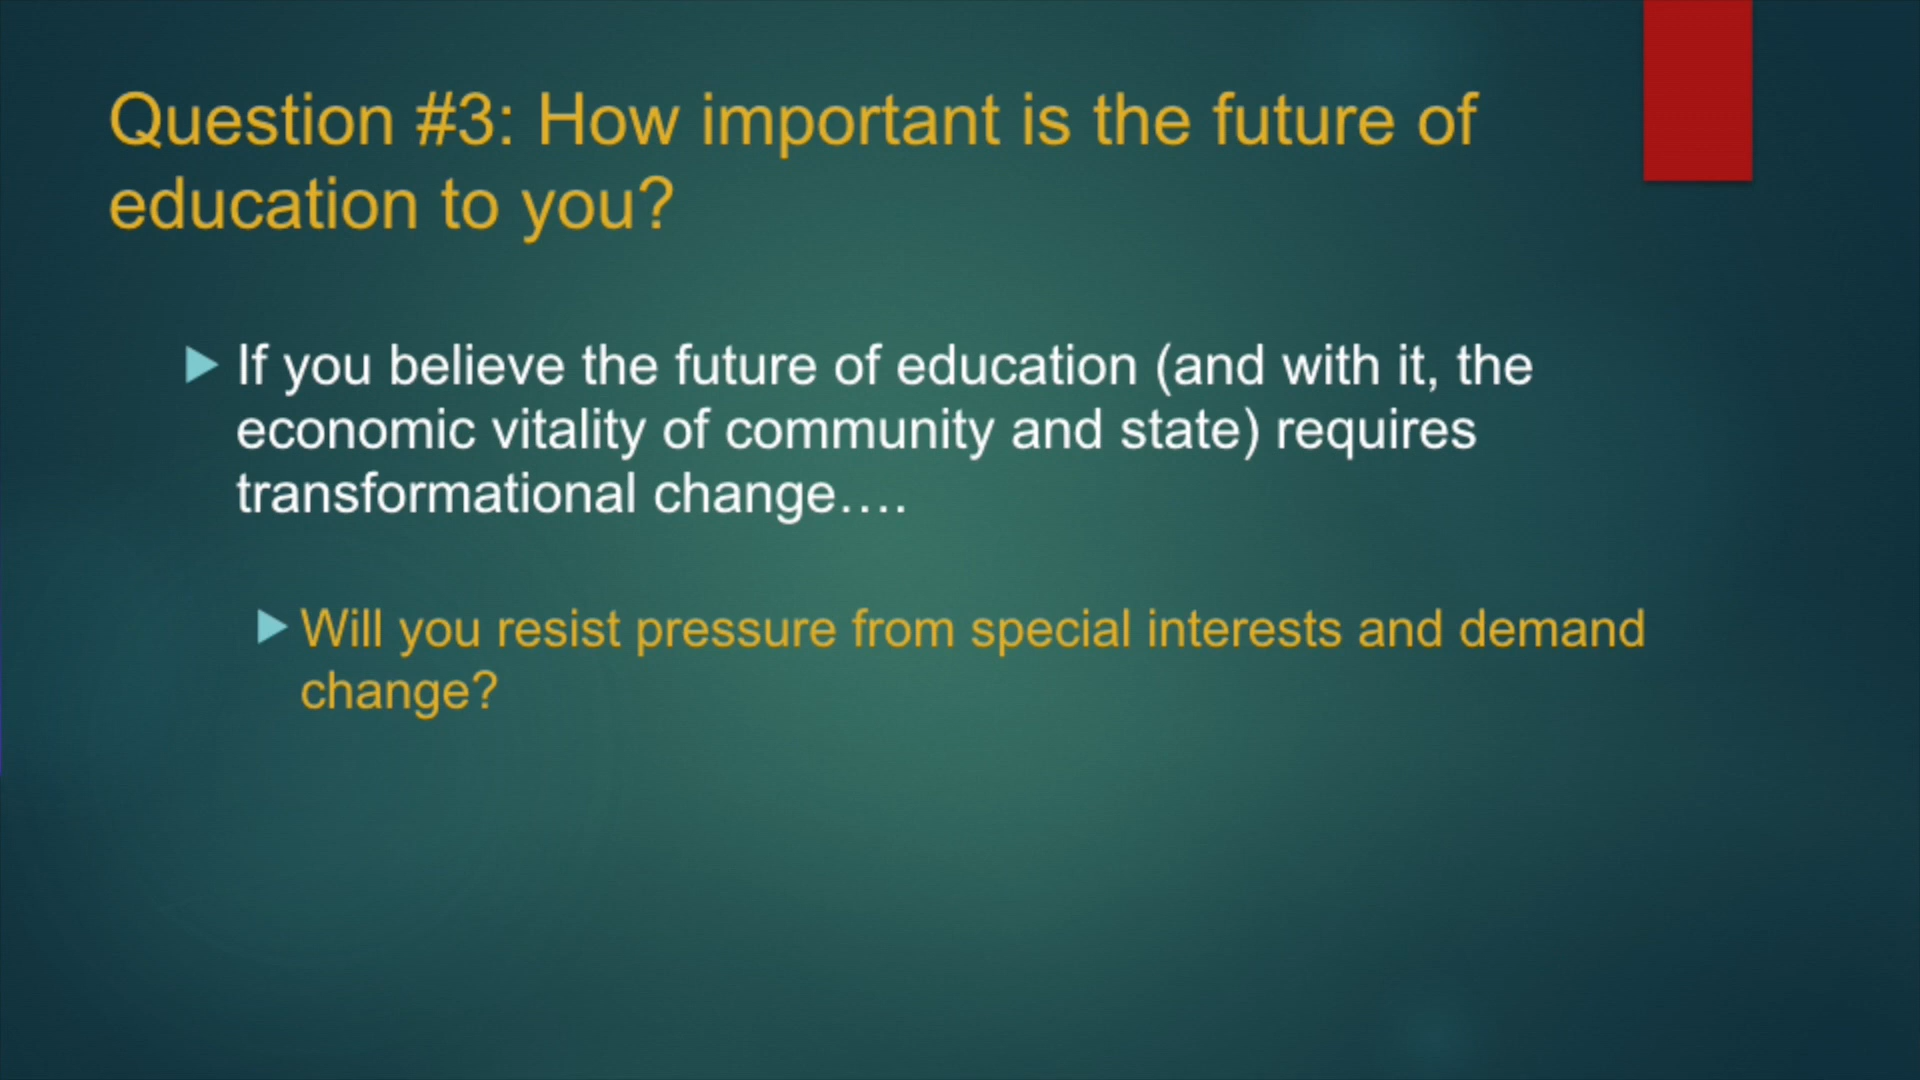 Question #3: How important is the future of
education to you?
If you believe the future of education (and with it, the
economic vitality of community and state) requires
transformational change….
Will you resist pressure from special interests and demand
change?